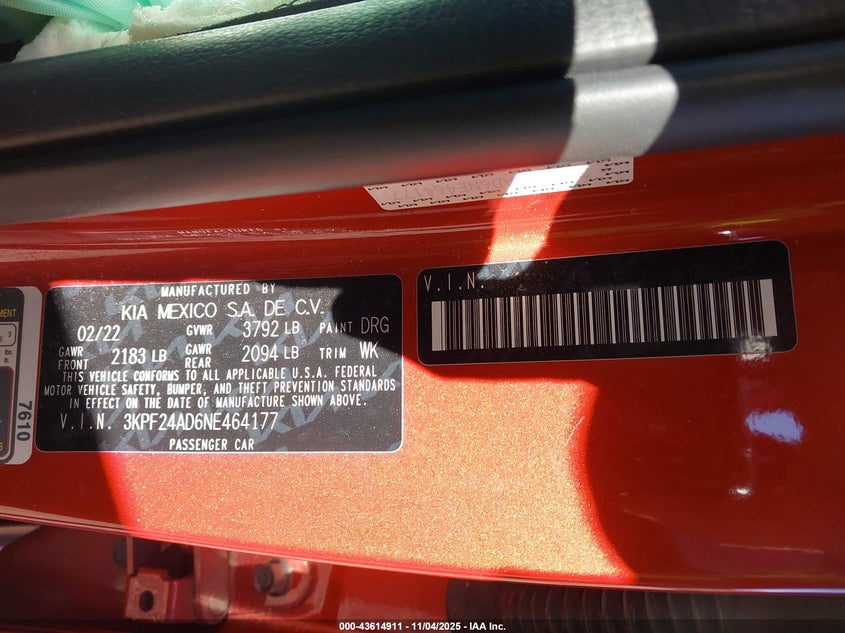 MANUFACTURED BY
KIA MEXICO S.A. DE C.V.
02/22 GVWR 3792 LB PAINT DRG
GAWR FRONT 2183 LB GAWR REAR 2094 LB TRIM WK
THIS VEHICLE CONFORMS TO ALL APPLICABLE U.S.A. FEDERAL
MOTOR VEHICLE SAFETY, BUMPER, AND THEFT PREVENTION STANDARDS
IN EFFECT ON THE DATE OF MANUFACTURE SHOWN ABOVE.
V.I.N. 3KPF24AD6NE464177
PASSENGER CAR
V.I.N.
7610
000-43614911 - 11/04/2025 - IAA Inc.